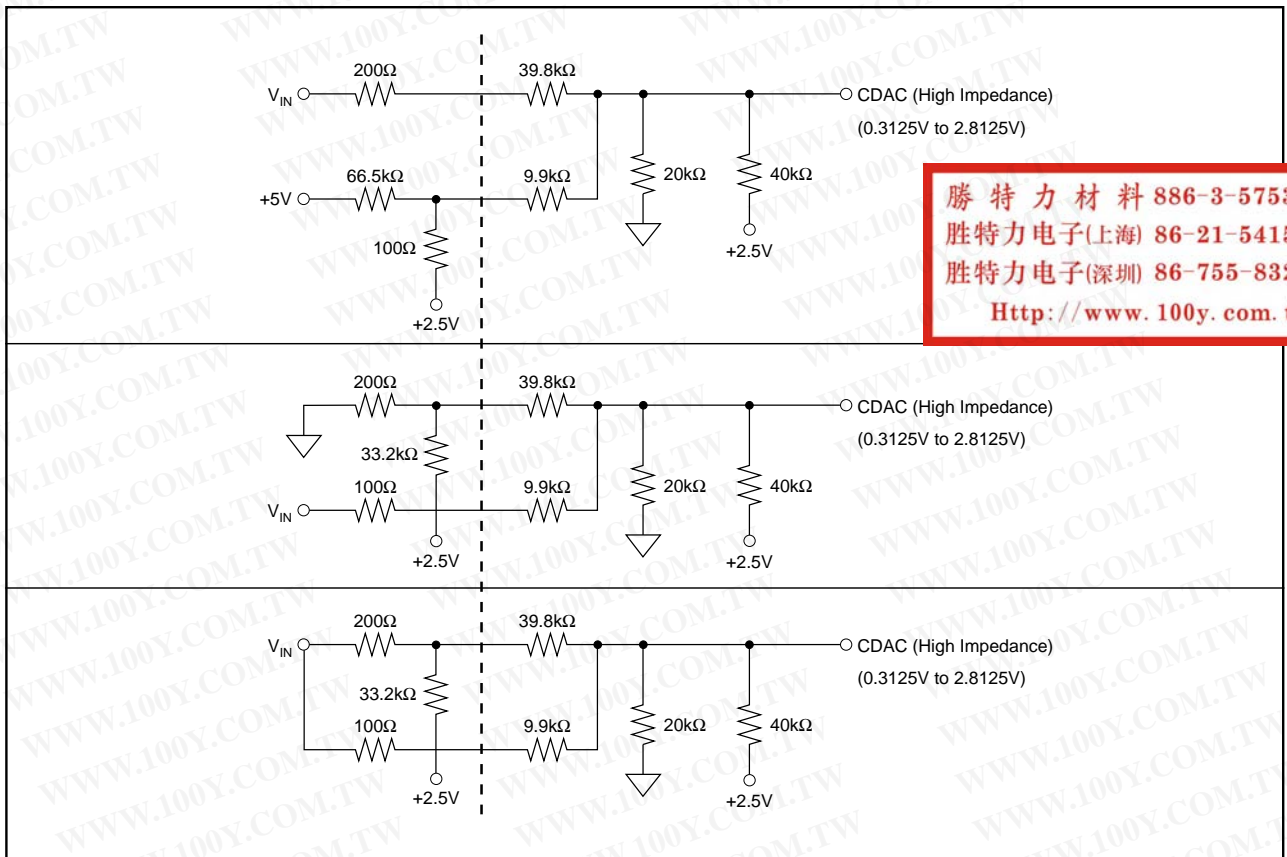 200Ω 39.8kΩ
V_IN CDAC (High Impedance)
(0.3125V to 2.8125V)
66.5kΩ 9.9kΩ 20kΩ 40kΩ
+5V
100Ω
+2.5V +2.5V
勝 特 力 材 料 886-3-575
胜特力电子(上海) 86-21-5415
胜特力电子(深圳) 86-755-83
Http://www.100y.com.
200Ω 39.8kΩ
CDAC (High Impedance)
(0.3125V to 2.8125V)
33.2kΩ
100Ω 9.9kΩ 20kΩ 40kΩ
V_IN
+2.5V +2.5V
200Ω 39.8kΩ
V_IN CDAC (High Impedance)
(0.3125V to 2.8125V)
33.2kΩ
100Ω 9.9kΩ 20kΩ 40kΩ
+2.5V +2.5V
WWW.100Y.COM.TW